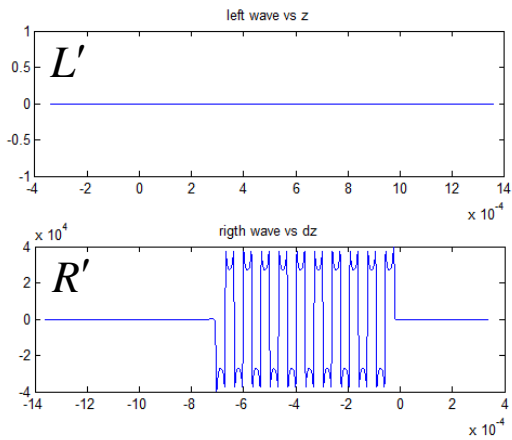 left wave vs z
1
L′
0.5
0
-0.5
-1
-4 -2 0 2 4 6 8 10 12 14
x 10^-4
rigth wave vs dz
x 10^4
4
R′
2
0
-2
-4
-14 -12 -10 -8 -6 -4 -2 0 2 4
x 10^-4